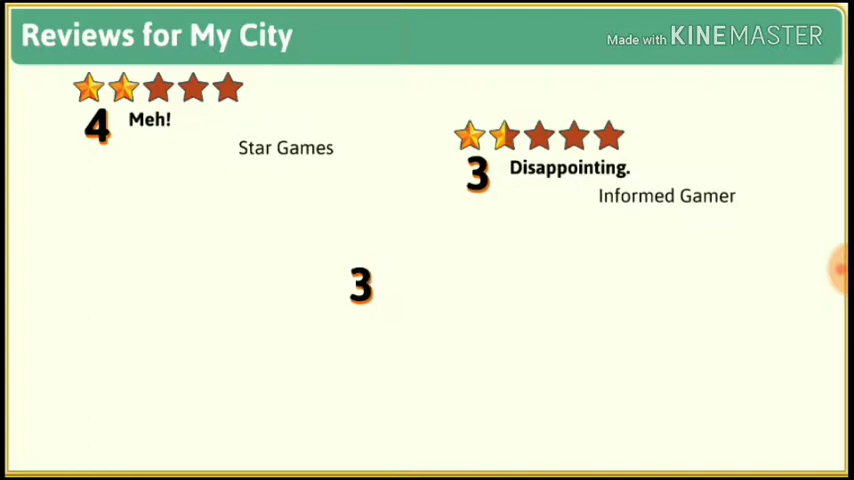 Reviews for My City
Made with KINEMASTER
4 Meh!
Star Games
3 Disappointing.
Informed Gamer
3